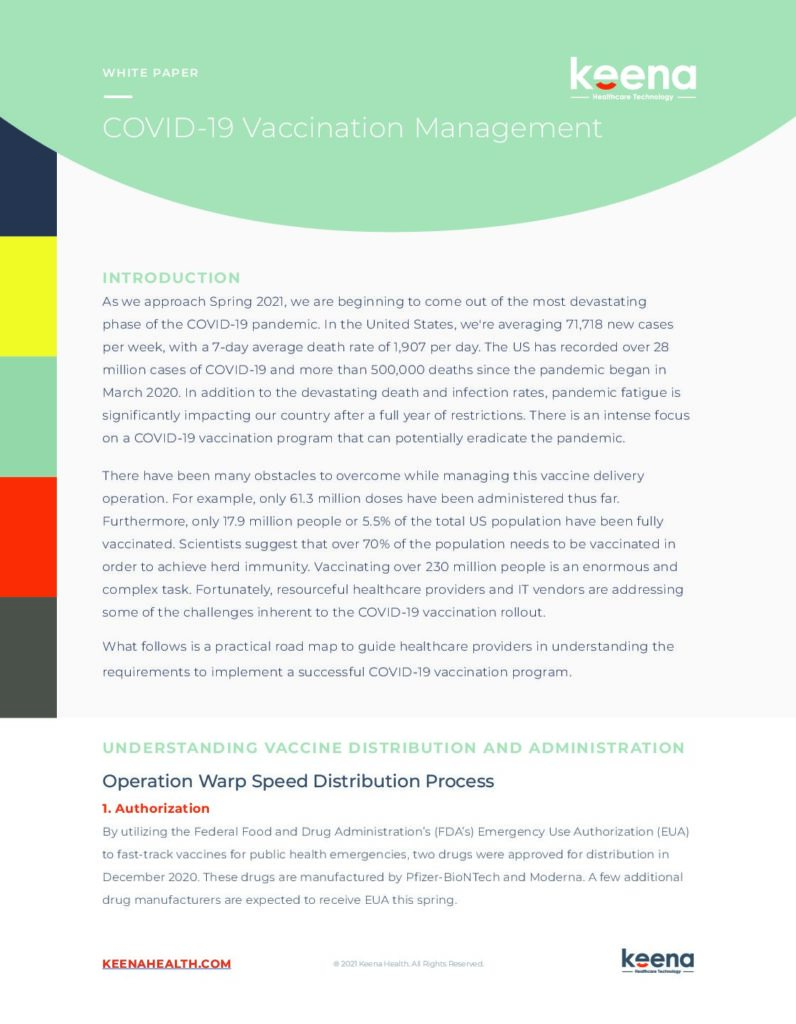 WHITE PAPER
keena
Healthcare Technology
COVID-19 Vaccination Management
INTRODUCTION
As we approach Spring 2021, we are beginning to come out of the most devastating
phase of the COVID-19 pandemic. In the United States, we're averaging 71,718 new cases
per week, with a 7-day average death rate of 1,907 per day. The US has recorded over 28
million cases of COVID-19 and more than 500,000 deaths since the pandemic began in
March 2020. In addition to the devastating death and infection rates, pandemic fatigue is
significantly impacting our country after a full year of restrictions. There is an intense focus
on a COVID-19 vaccination program that can potentially eradicate the pandemic.
There have been many obstacles to overcome while managing this vaccine delivery
operation. For example, only 61.3 million doses have been administered thus far.
Furthermore, only 17.9 million people or 5.5% of the total US population have been fully
vaccinated. Scientists suggest that over 70% of the population needs to be vaccinated in
order to achieve herd immunity. Vaccinating over 230 million people is an enormous and
complex task. Fortunately, resourceful healthcare providers and IT vendors are addressing
some of the challenges inherent to the COVID-19 vaccination rollout.
What follows is a practical road map to guide healthcare providers in understanding the
requirements to implement a successful COVID-19 vaccination program.
UNDERSTANDING VACCINE DISTRIBUTION AND ADMINISTRATION
Operation Warp Speed Distribution Process
1. Authorization
By utilizing the Federal Food and Drug Administration's (FDA's) Emergency Use Authorization (EUA)
to fast-track vaccines for public health emergencies, two drugs were approved for distribution in
December 2020. These drugs are manufactured by Pfizer-BioNTech and Moderna. A few additional
drug manufacturers are expected to receive EUA this spring.
KEENAHEALTH.COM
© 2021 Keena Health. All Rights Reserved.
keena
Healthcare Technology